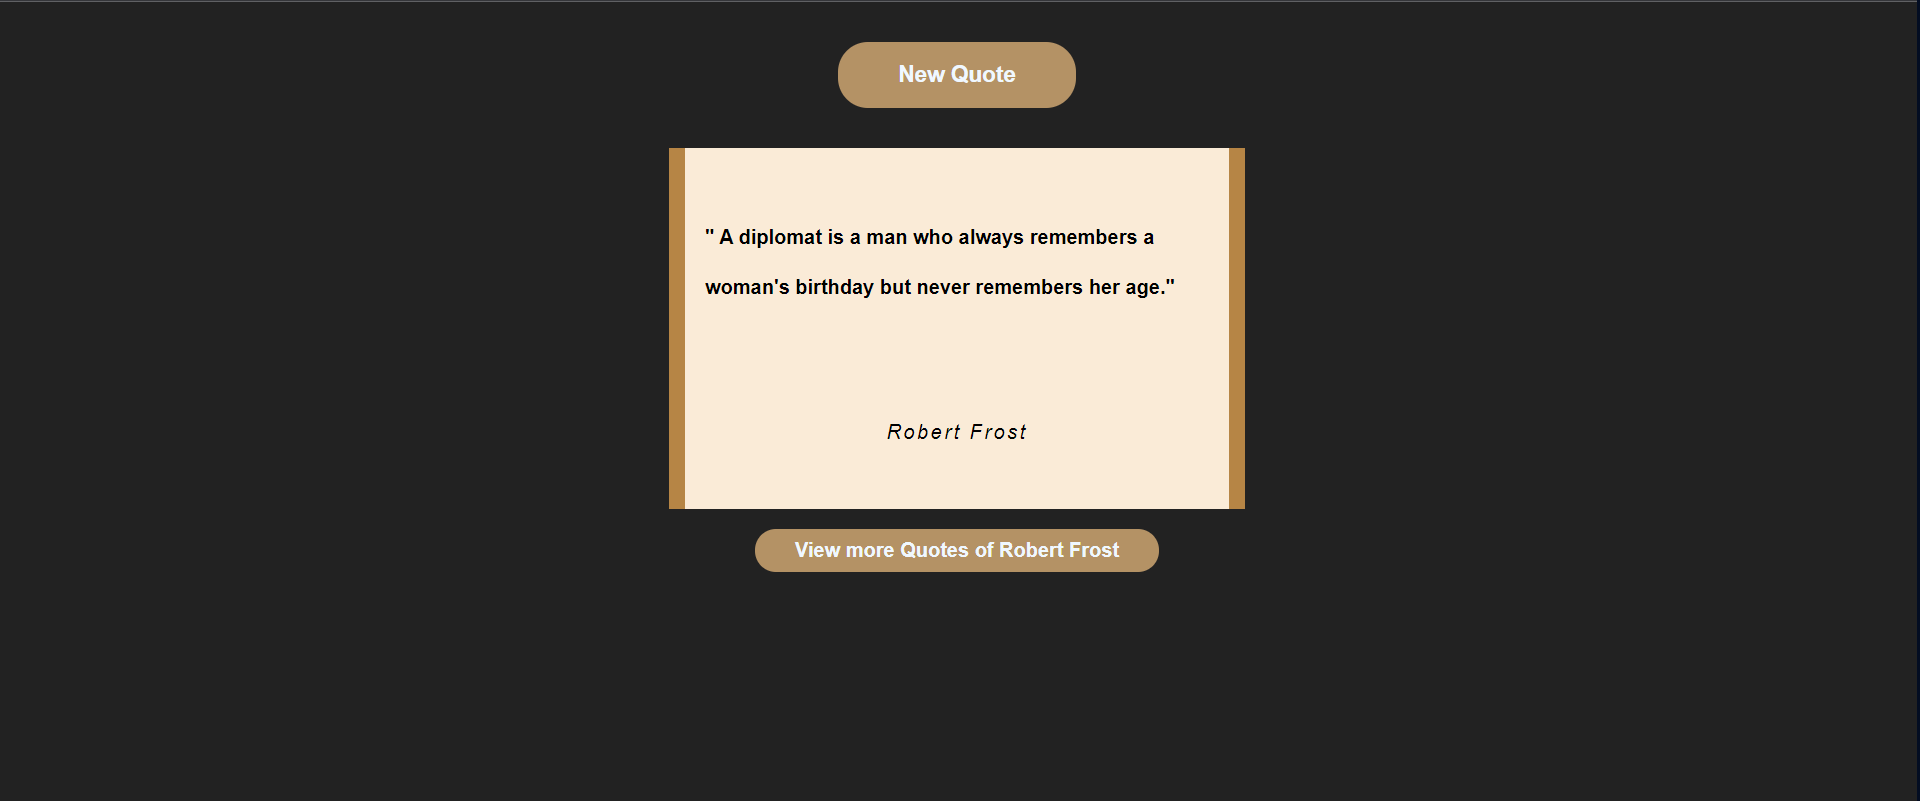 New Quote
" A diplomat is a man who always remembers a
woman's birthday but never remembers her age."
Robert Frost
View more Quotes of Robert Frost